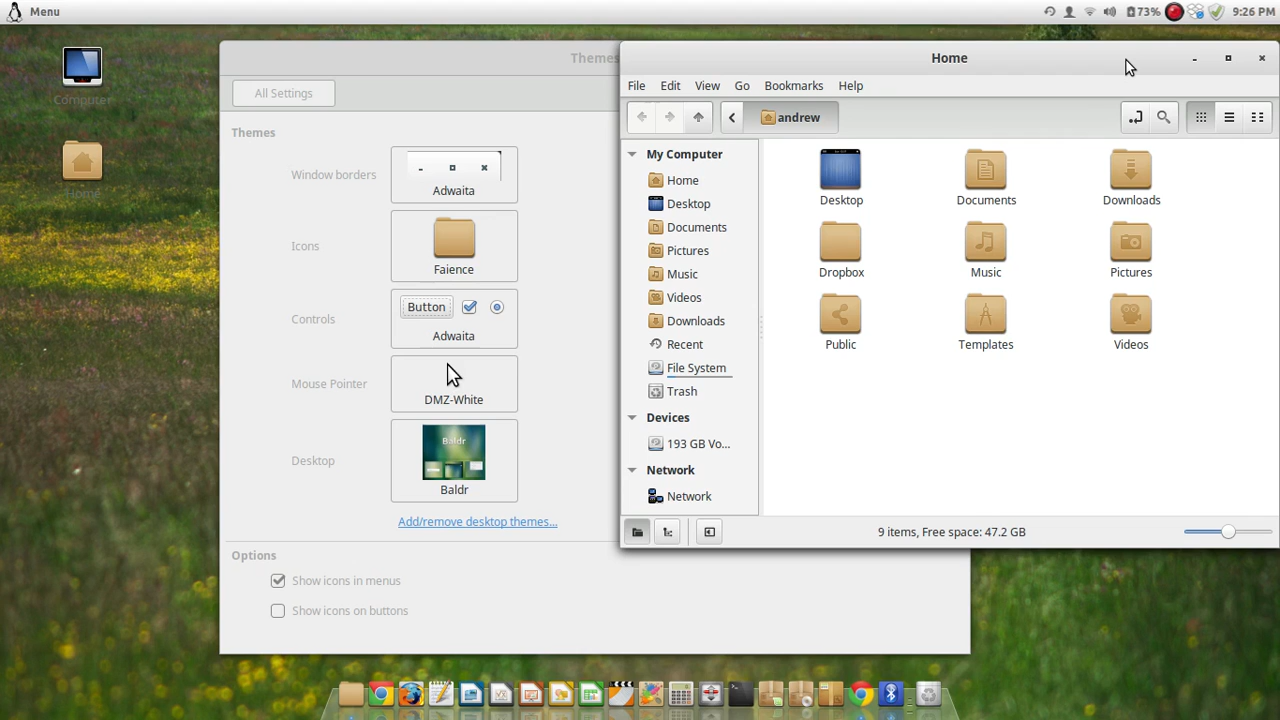 Menu
73%
9:26 PM
Computer
Home
Themes
All Settings
Themes
Window borders
Adwaita
Icons
Faience
Controls
Button
Adwaita
Mouse Pointer
DMZ-White
Desktop
Baldr
Baldr
Add/remove desktop themes...
Options
Show icons in menus
Show icons on buttons
Home
File Edit View Go Bookmarks Help
andrew
My Computer
Home
Desktop
Documents
Pictures
Music
Videos
Downloads
Recent
File System
Trash
Devices
193 GB Vo...
Network
Network
Desktop Documents Downloads
Dropbox Music Pictures
Public Templates Videos
9 items, Free space: 47.2 GB